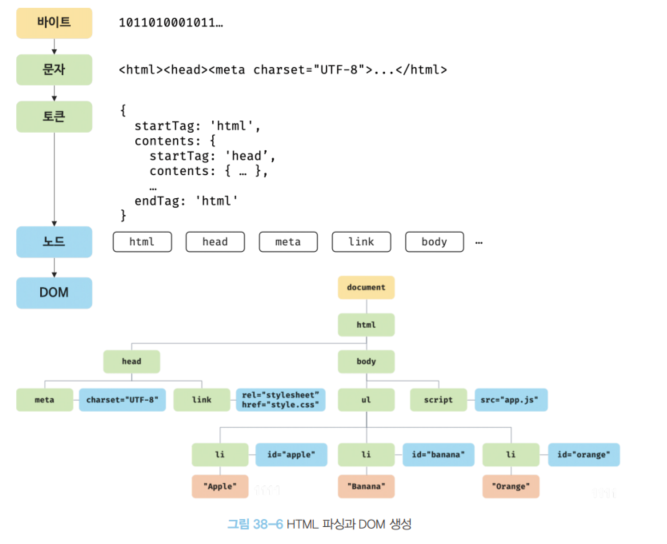 바이트
1011010001011…
문자
<html><head><meta charset="UTF-8">...</html>
토큰
{
startTag: 'html',
contents: {
startTag: 'head',
contents: { … },
…
endTag: 'html'
}
노드
html head meta link body …
DOM
document
html
head body
meta charset="UTF-8" link rel="stylesheet"
href="style.css" ul script src="app.js"
li id="apple" li id="banana" li id="orange"
"Apple" "Banana" "Orange"
그림 38-6 HTML 파싱과 DOM 생성